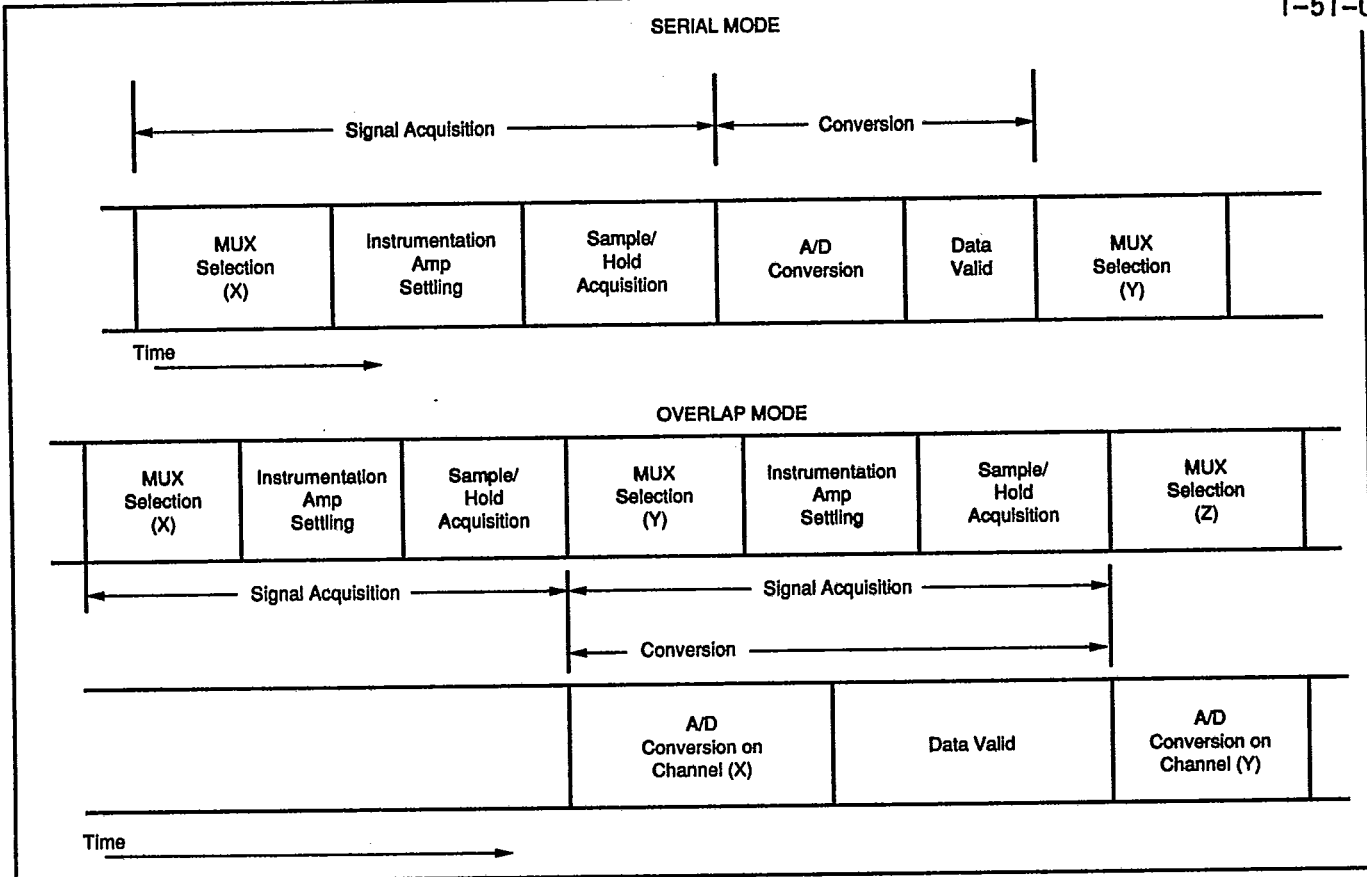 T-51-
SERIAL MODE
Signal Acquisition
Conversion
MUX
Selection
(X)
Instrumentation
Amp
Settling
Sample/
Hold
Acquisition
A/D
Conversion
Data
Valid
MUX
Selection
(Y)
Time
OVERLAP MODE
MUX
Selection
(X)
Instrumentation
Amp
Settling
Sample/
Hold
Acquisition
MUX
Selection
(Y)
Instrumentation
Amp
Settling
Sample/
Hold
Acquisition
MUX
Selection
(Z)
Signal Acquisition
Signal Acquisition
Conversion
A/D
Conversion on
Channel (X)
Data Valid
A/D
Conversion on
Channel (Y)
Time